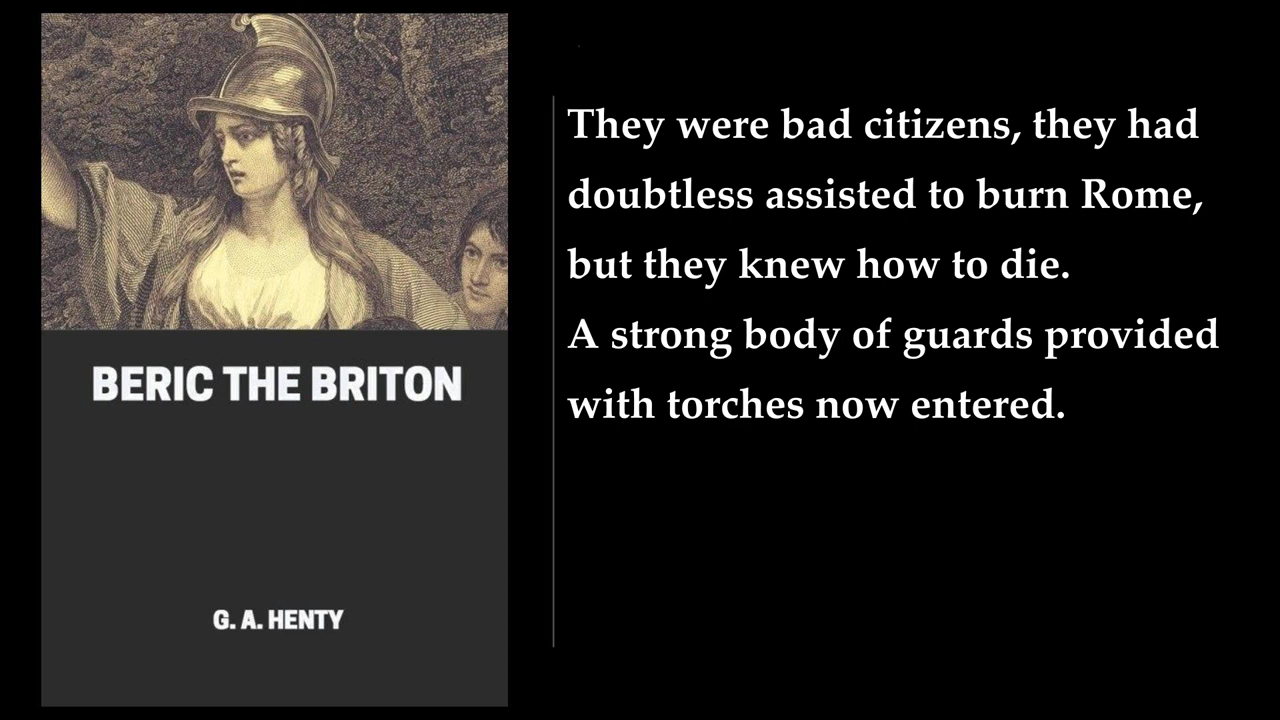 BERIC THE BRITON
G. A. HENTY
They were bad citizens, they had
doubtless assisted to burn Rome,
but they knew how to die.
A strong body of guards provided
with torches now entered.